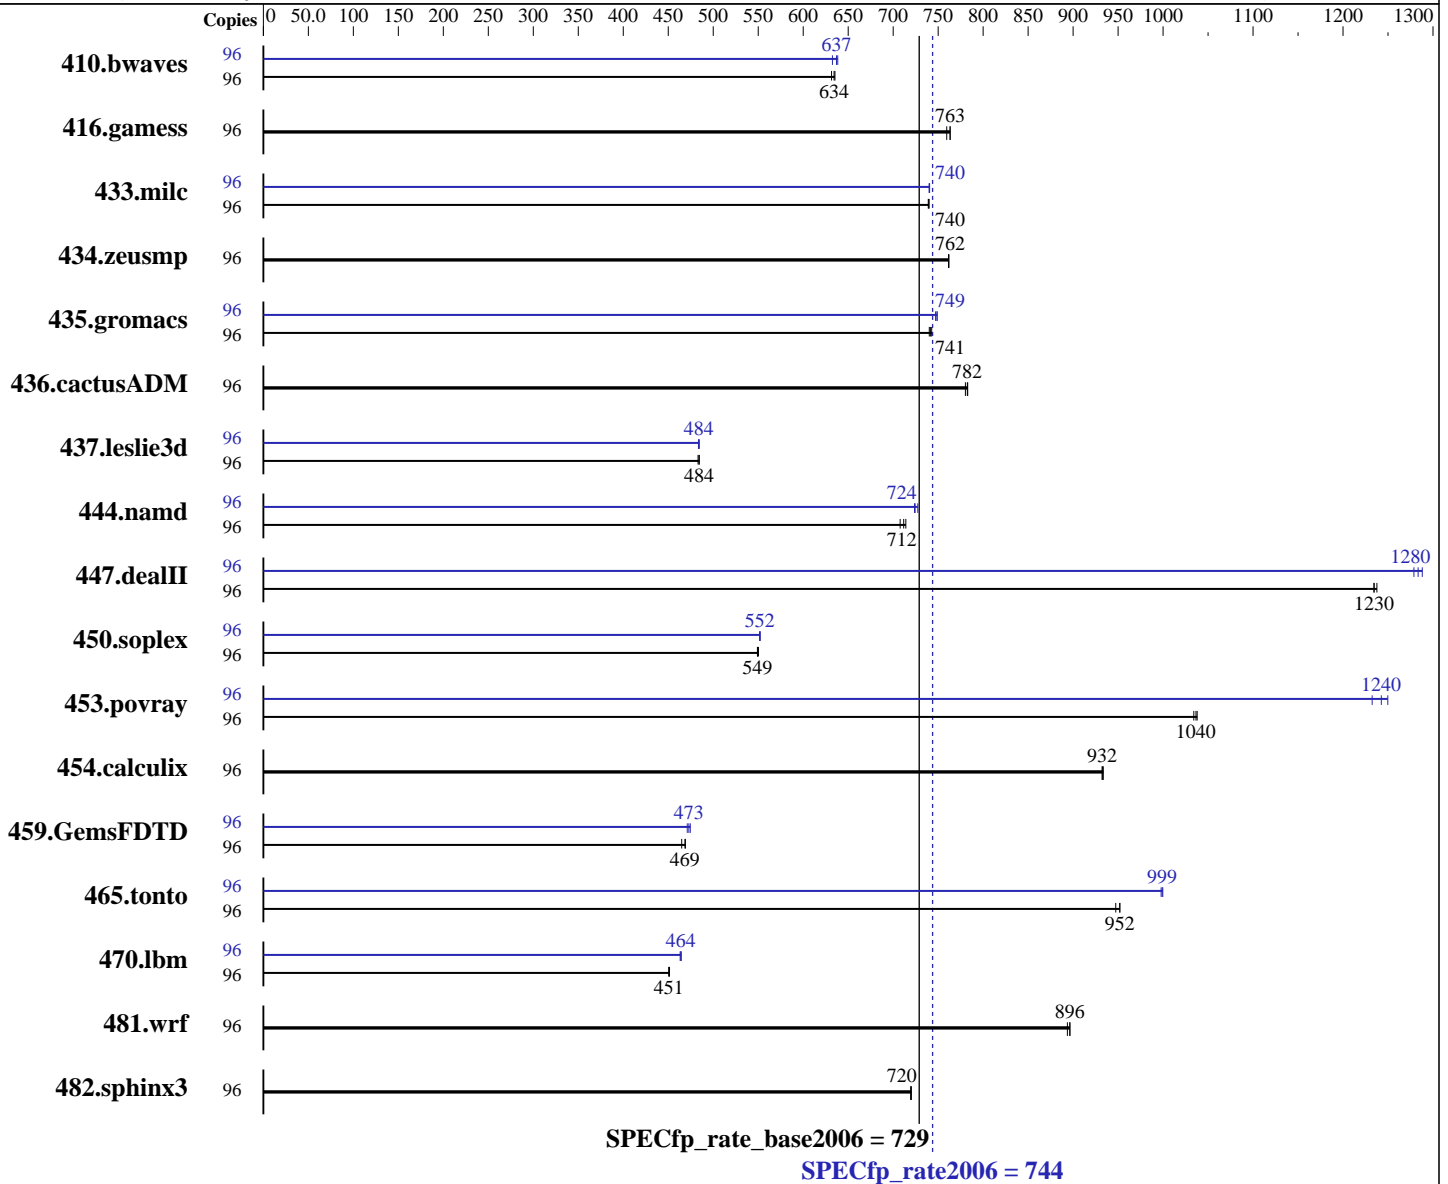 Copies 0 50.0 100 150 200 250 300 350 400 450 500 550 600 650 700 750 800 850 900 950 1000 1100 1200 1300
410.bwaves 96 637
96 634
416.gamess 96 763
433.milc 96 740
96 740
434.zeusmp 96 762
435.gromacs 96 749
96 741
436.cactusADM 96 782
437.leslie3d 96 484
96 484
444.namd 96 724
96 712
447.dealII 96 1280
96 1230
450.soplex 96 552
96 549
453.povray 96 1240
96 1040
454.calculix 96 932
459.GemsFDTD 96 473
96 469
465.tonto 96 999
96 952
470.lbm 96 464
96 451
481.wrf 96 896
482.sphinx3 96 720
SPECfp_rate_base2006 = 729
SPECfp_rate2006 = 744